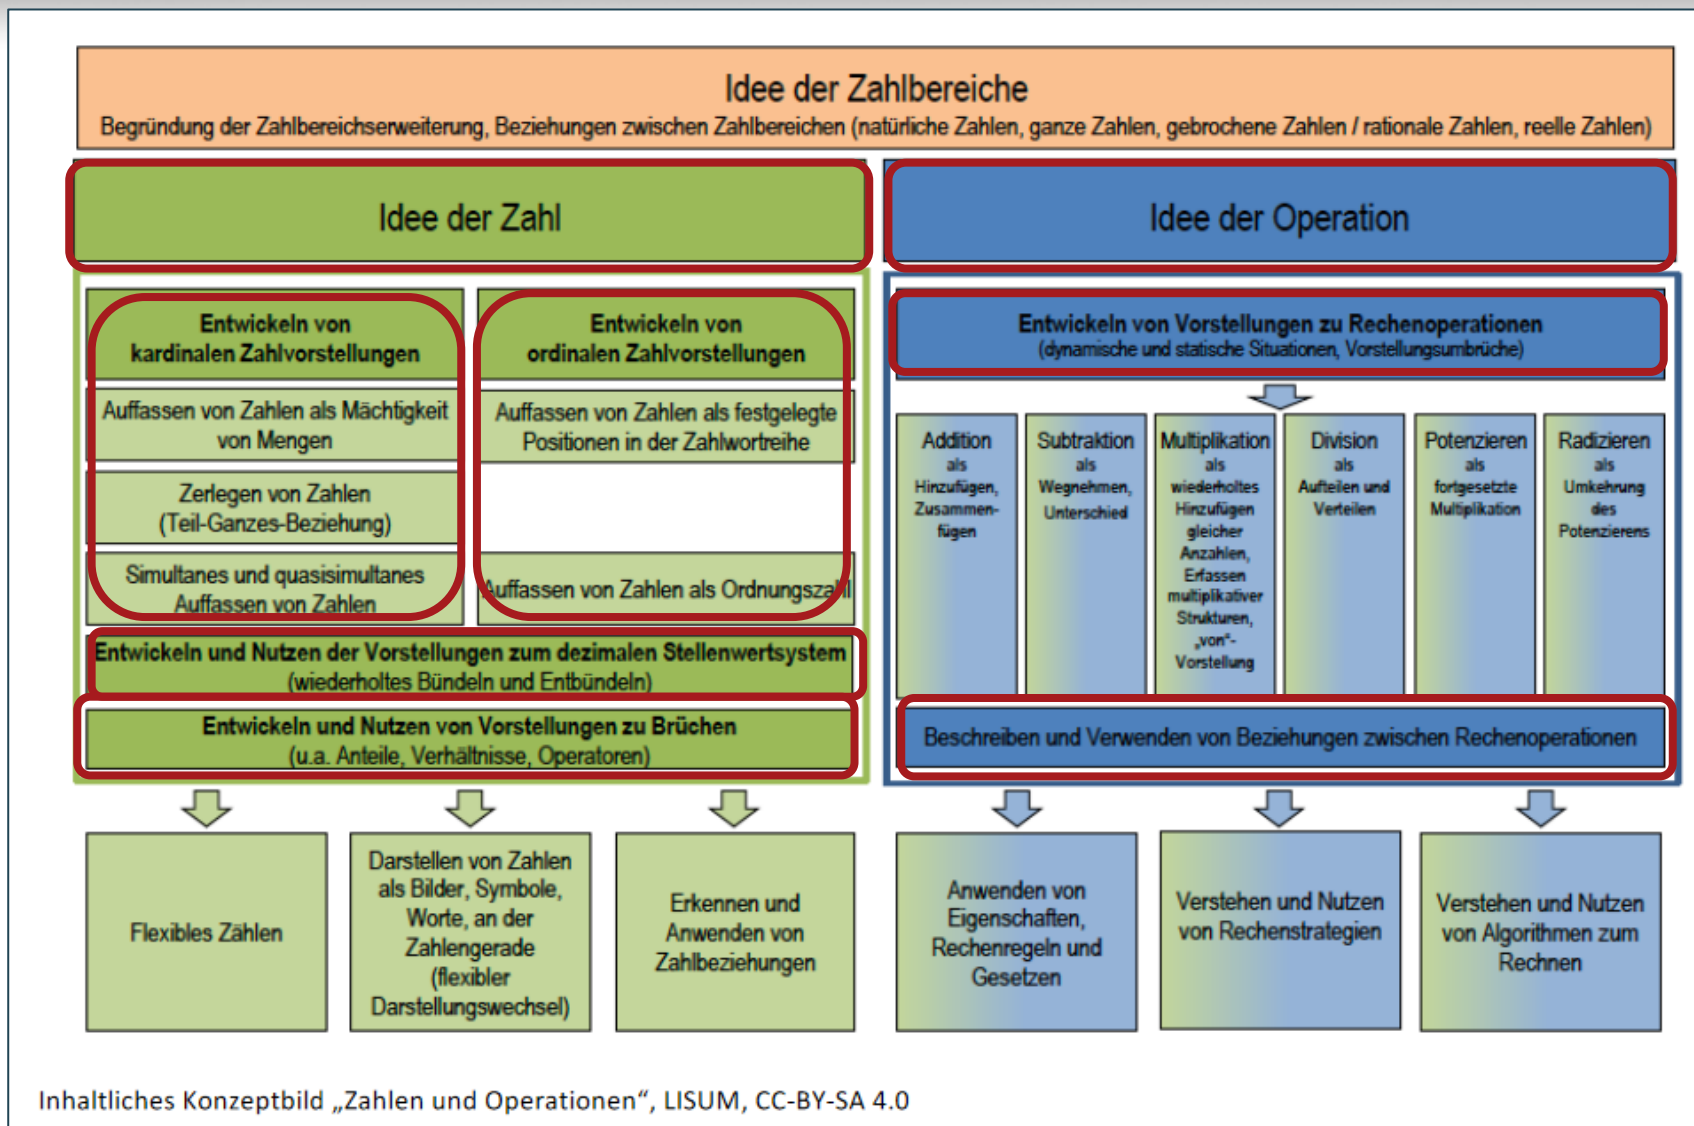 Idee der Zahlbereiche
Begründung der Zahlbereichserweiterung, Beziehungen zwischen Zahlbereichen (natürliche Zahlen, ganze Zahlen, gebrochene Zahlen / rationale Zahlen, reelle Zahlen)
Idee der Zahl
Entwickeln von
kardinalen Zahlvorstellungen
Auffassen von Zahlen als Mächtigkeit
von Mengen
Zerlegen von Zahlen
(Teil-Ganzes-Beziehung)
Simultanes und quasisimultanes
Auffassen von Zahlen
Entwickeln von
ordinalen Zahlvorstellungen
Auffassen von Zahlen als festgelegte
Positionen in der Zahlwortreihe
Auffassen von Zahlen als Ordnungszahl
Entwickeln und Nutzen der Vorstellungen zum dezimalen Stellenwertsystem
(wiederholtes Bündeln und Entbündeln)
Entwickeln und Nutzen von Vorstellungen zu Brüchen
(u.a. Anteile, Verhältnisse, Operatoren)
Flexibles Zählen
Darstellen von Zahlen
als Bilder, Symbole,
Worte, an der
Zahlengerade
(flexibler
Darstellungswechsel)
Erkennen und
Anwenden von
Zahlbeziehungen
Idee der Operation
Entwickeln von Vorstellungen zu Rechenoperationen
(dynamische und statische Situationen, Vorstellungsumbrüche)
Addition
als
Hinzufügen,
Zusammen-
fügen
Subtraktion
als
Wegnehmen,
Unterschied
Multiplikation
als
wiederholtes
Hinzufügen
gleicher
Anzahlen,
Erfassen
multiplikativer
Strukturen,
„von“-
Vorstellung
Division
als
Aufteilen und
Verteilen
Potenzieren
als
fortgesetzte
Multiplikation
Radizieren
als
Umkehrung
des
Potenzierens
Beschreiben und Verwenden von Beziehungen zwischen Rechenoperationen
Anwenden von
Eigenschaften,
Rechenregeln und
Gesetzen
Verstehen und Nutzen
von Rechenstrategien
Verstehen und Nutzen
von Algorithmen zum
Rechnen
Inhaltliches Konzeptbild „Zahlen und Operationen“, LISUM, CC-BY-SA 4.0